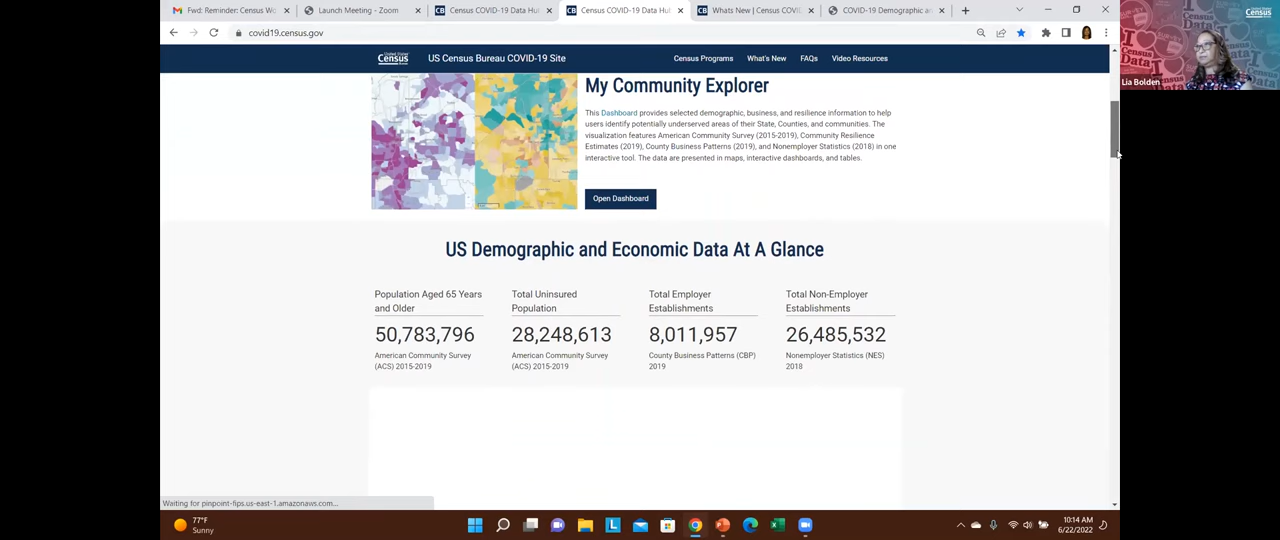 Fwd: Reminder: Census Wo
Launch Meeting - Zoom
Census COVID-19 Data Hu
Census COVID-19 Data Hu
Whats New | Census COVI
COVID-19 Demographic a
covid19.census.gov
United States
Census
US Census Bureau COVID-19 Site
Census Programs
What's New
FAQs
Video Resources
My Community Explorer
This Dashboard provides selected demographic, business, and resilience information to help
users identify potentially underserved areas of their State, Counties, and communities. The
visualization features American Community Survey (2015-2019), Community Resilience
Estimates (2019), County Business Patterns (2019), and Nonemployer Statistics (2018) in one
interactive tool. The data are presented in maps, interactive dashboards, and tables.
Open Dashboard
US Demographic and Economic Data At A Glance
Population Aged 65 Years
and Older
50,783,796
American Community Survey
(ACS) 2015-2019
Total Uninsured
Population
28,248,613
American Community Survey
(ACS) 2015-2019
Total Employer
Establishments
8,011,957
County Business Patterns (CBP)
2019
Total Non-Employer
Establishments
26,485,532
Nonemployer Statistics (NES)
2018
Waiting for pinpoint-fips.us-east-1.amazonaws.com...
77°F
Sunny
10:14 AM
6/22/2022
Census
I
Census
Data
Data
Lia Bolden